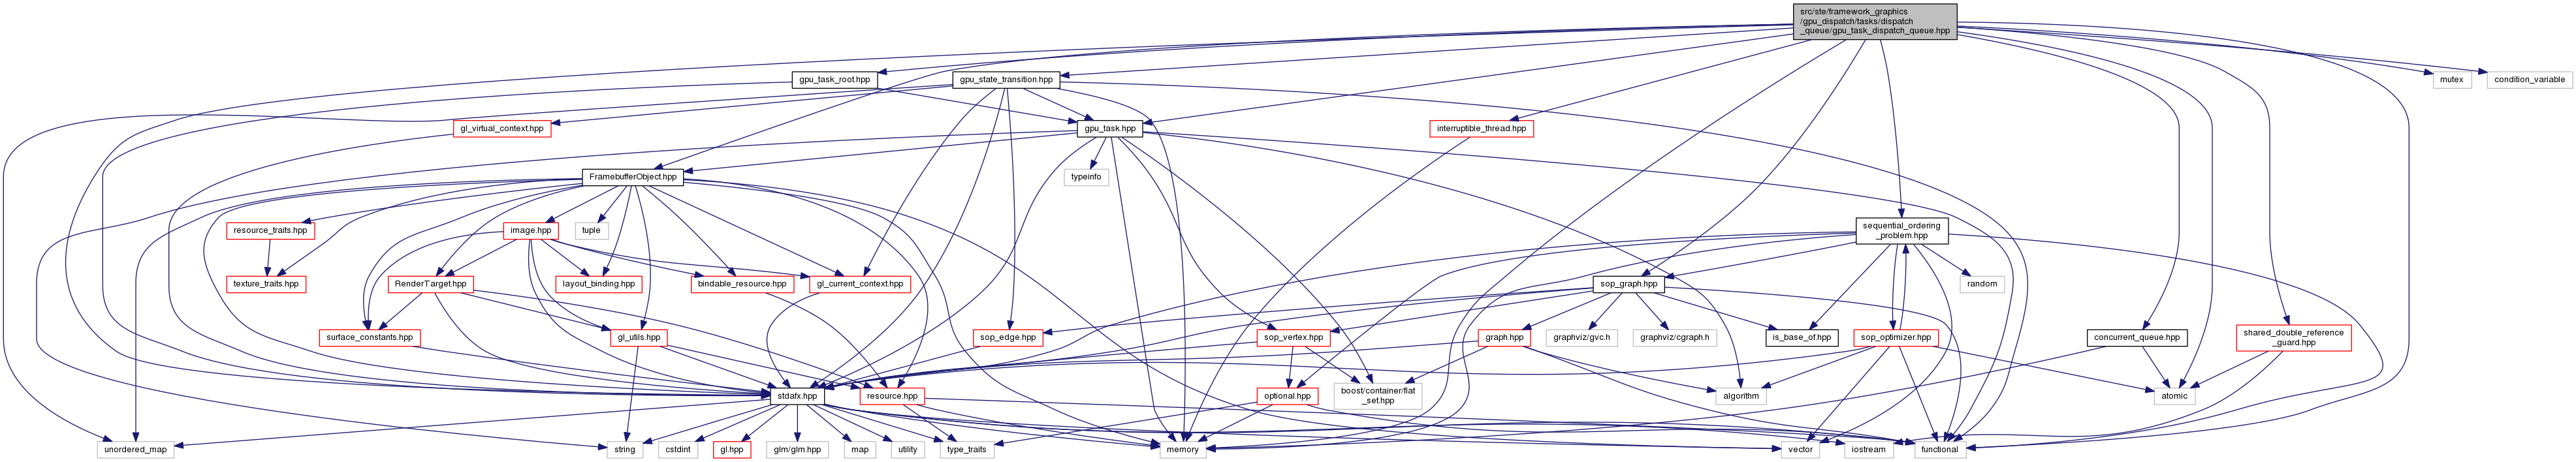 src/ste/framework_graphics
/gpu_dispatch/tasks/dispatch
_queue/gpu_task_dispatch_queue.hpp
gpu_task_root.hpp
gpu_state_transition.hpp
mutex
condition_variable
gl_virtual_context.hpp
gpu_task.hpp
interruptible_thread.hpp
FramebufferObject.hpp
typeinfo
resource_traits.hpp
image.hpp
tuple
sequential_ordering
_problem.hpp
texture_traits.hpp
RenderTarget.hpp
layout_binding.hpp
bindable_resource.hpp
gl_current_context.hpp
sop_graph.hpp
random
surface_constants.hpp
gl_utils.hpp
sop_edge.hpp
sop_vertex.hpp
graph.hpp
graphviz/gvc.h
graphviz/cgraph.h
is_base_of.hpp
sop_optimizer.hpp
concurrent_queue.hpp
shared_double_reference
_guard.hpp
stdafx.hpp
resource.hpp
optional.hpp
boost/container/flat
_set.hpp
algorithm
atomic
unordered_map
string
cstdint
gl.hpp
glm/glm.hpp
map
utility
type_traits
memory
vector
iostream
functional